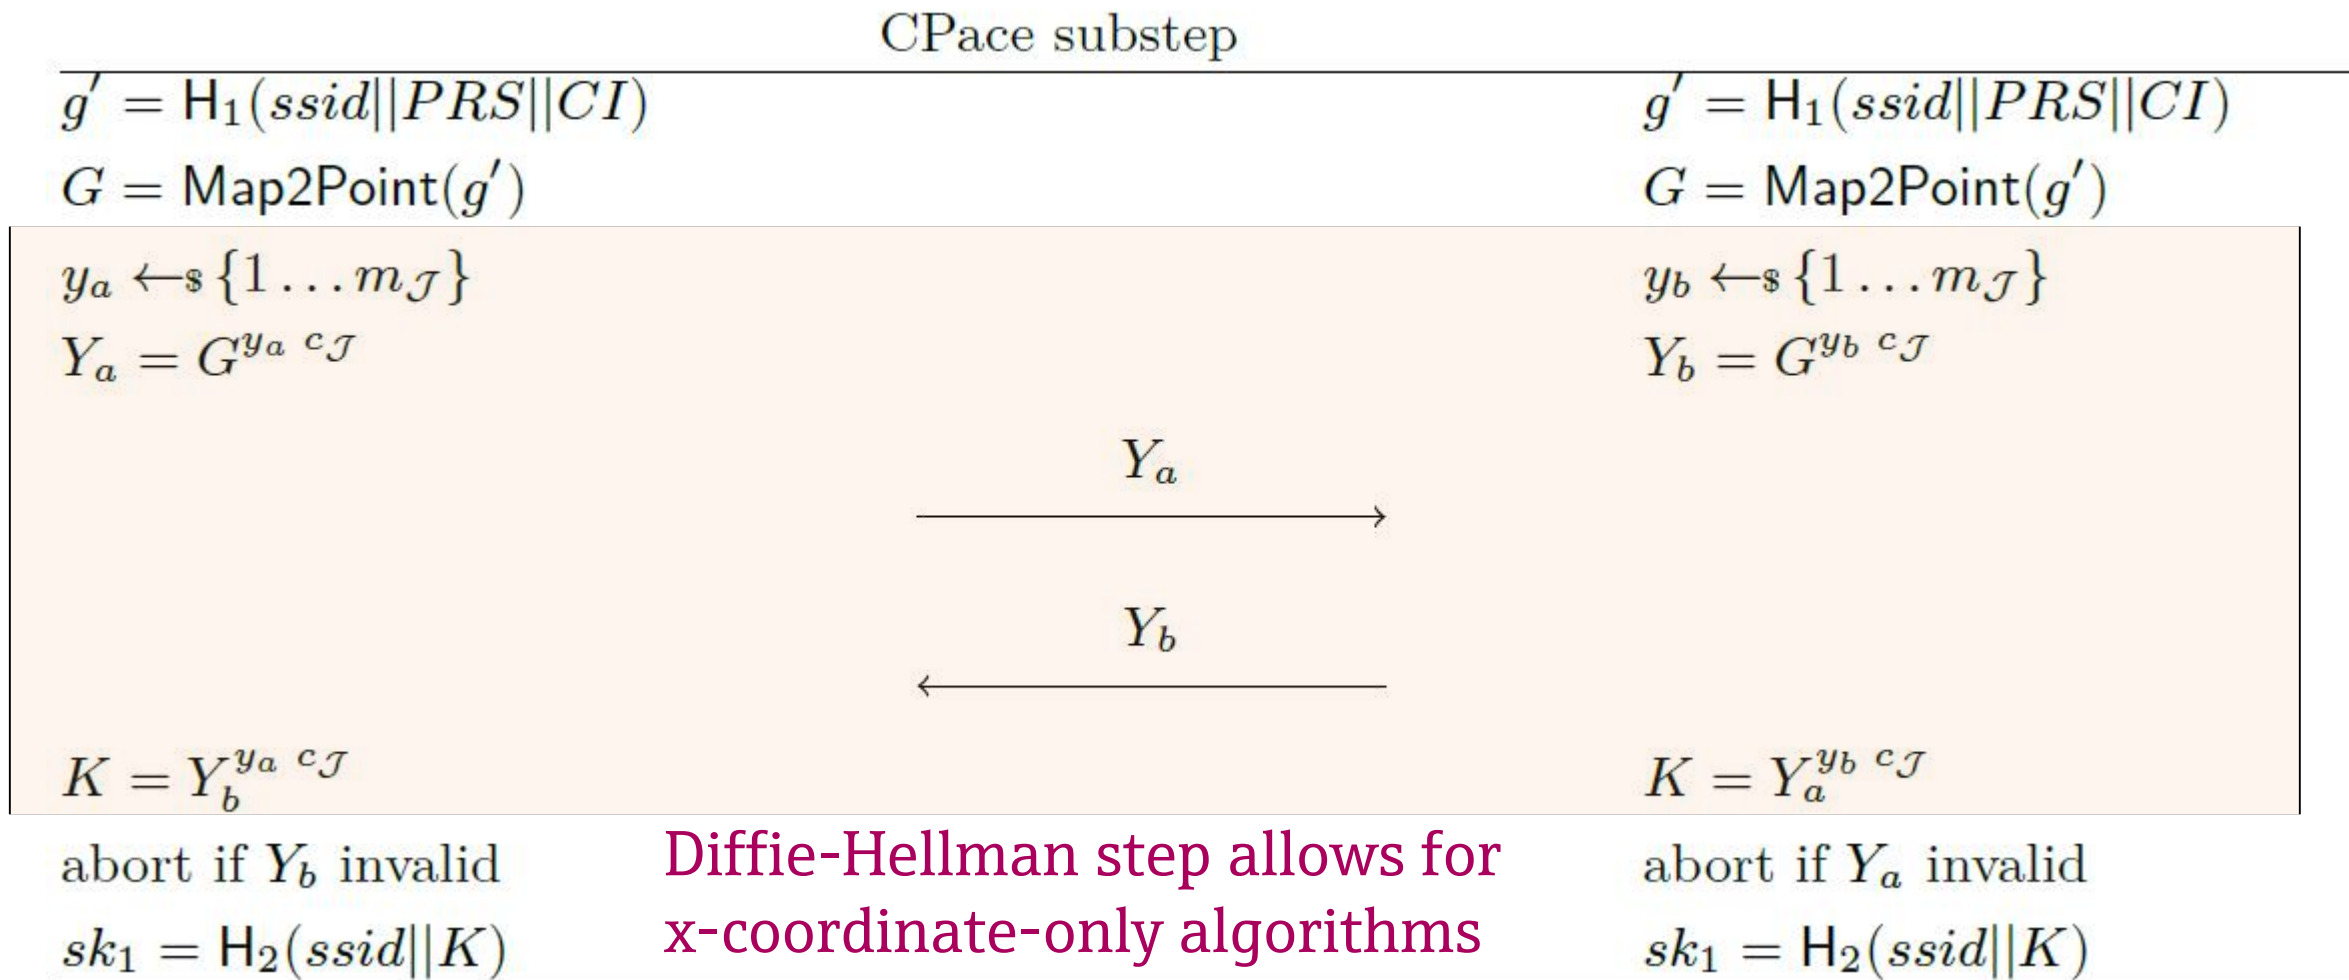 CPace substep
g′ = H₁(ssid||PRS||CI) g′ = H₁(ssid||PRS||CI)
G = Map2Point(g′) G = Map2Point(g′)
y_a ←$ {1 … m_𝒥} y_b ←$ {1 … m_𝒥}
Y_a = G^{y_a c_𝒥} Y_b = G^{y_b c_𝒥}
Y_a
Y_b
K = Y_b^{y_a c_𝒥} K = Y_a^{y_b c_𝒥}
abort if Y_b invalid abort if Y_a invalid
Diffie-Hellman step allows for
x-coordinate-only algorithms
sk₁ = H₂(ssid||K) sk₁ = H₂(ssid||K)